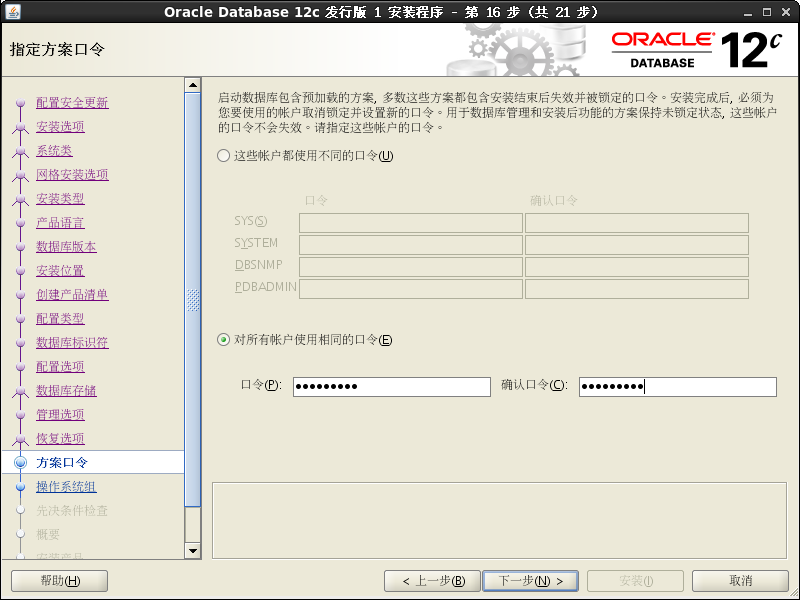 Oracle Database 12c 发行版 1 安装程序 - 第 16 步 (共 21 步)
指定方案口令
ORACLE
DATABASE
12c
配置安全更新
安装选项
系统类
网格安装选项
安装类型
产品语言
数据库版本
安装位置
创建产品清单
配置类型
数据库标识符
配置选项
数据库存储
管理选项
恢复选项
方案口令
操作系统组
先决条件检查
概要
安装产品
启动数据库包含预加载的方案, 多数这些方案都包含安装结束后失效并被锁定的口令。安装完成后, 必须为
您要使用的帐户取消锁定并设置新的口令。用于数据库管理和安装后功能的方案保持未锁定状态, 这些帐户
的口令不会失效。请指定这些帐户的口令。
这些帐户都使用不同的口令(U)
口令 确认口令
SYS(S)
SYSTEM
DBSNMP
PDBADMIN
对所有帐户使用相同的口令(E)
口令(P): ●●●●●●●●● 确认口令(C): ●●●●●●●●●
帮助(H) < 上一步(B) 下一步(N) > 安装(I) 取消